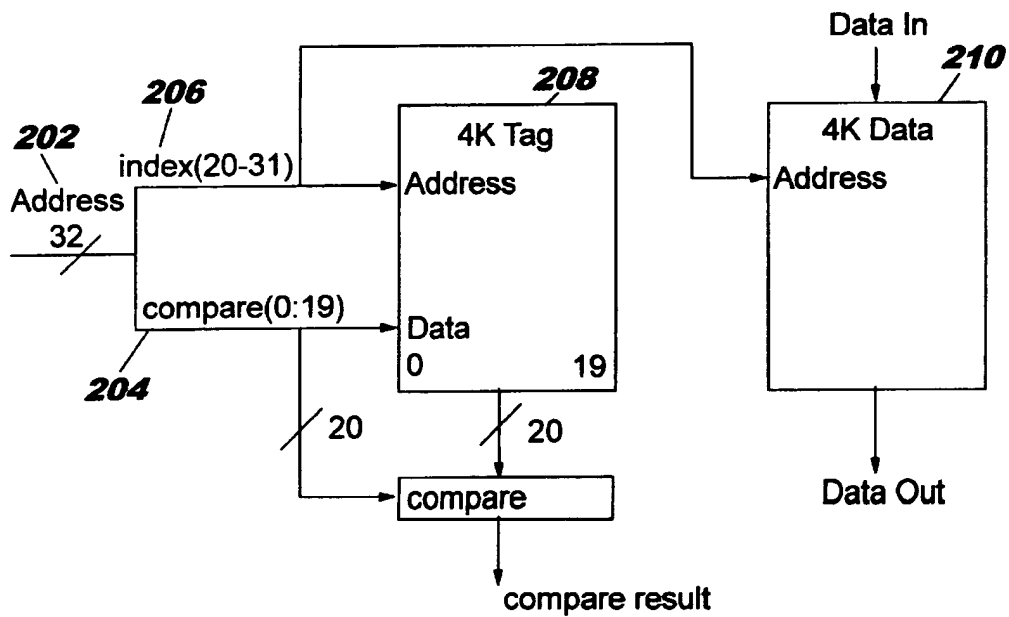 Data In
208
210
206
4K Tag
4K Data
202
index(20-31)
Address
Address
Address
32
compare(0:19)
Data
0 19
204
20
20
compare
Data Out
compare result